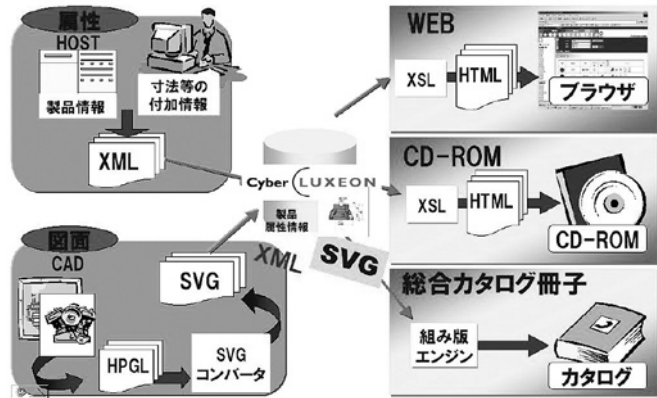 属性
HOST
製品情報
寸法等の
付加情報
XML
図面
CAD
HPGL
SVG
コンバータ
SVG
Cyber LUXEON
製品
属性情報
XML
SVG
WEB
XSL
HTML
ブラウザ
CD-ROM
XSL
HTML
CD-ROM
総合カタログ冊子
組み版
エンジン
カタログ